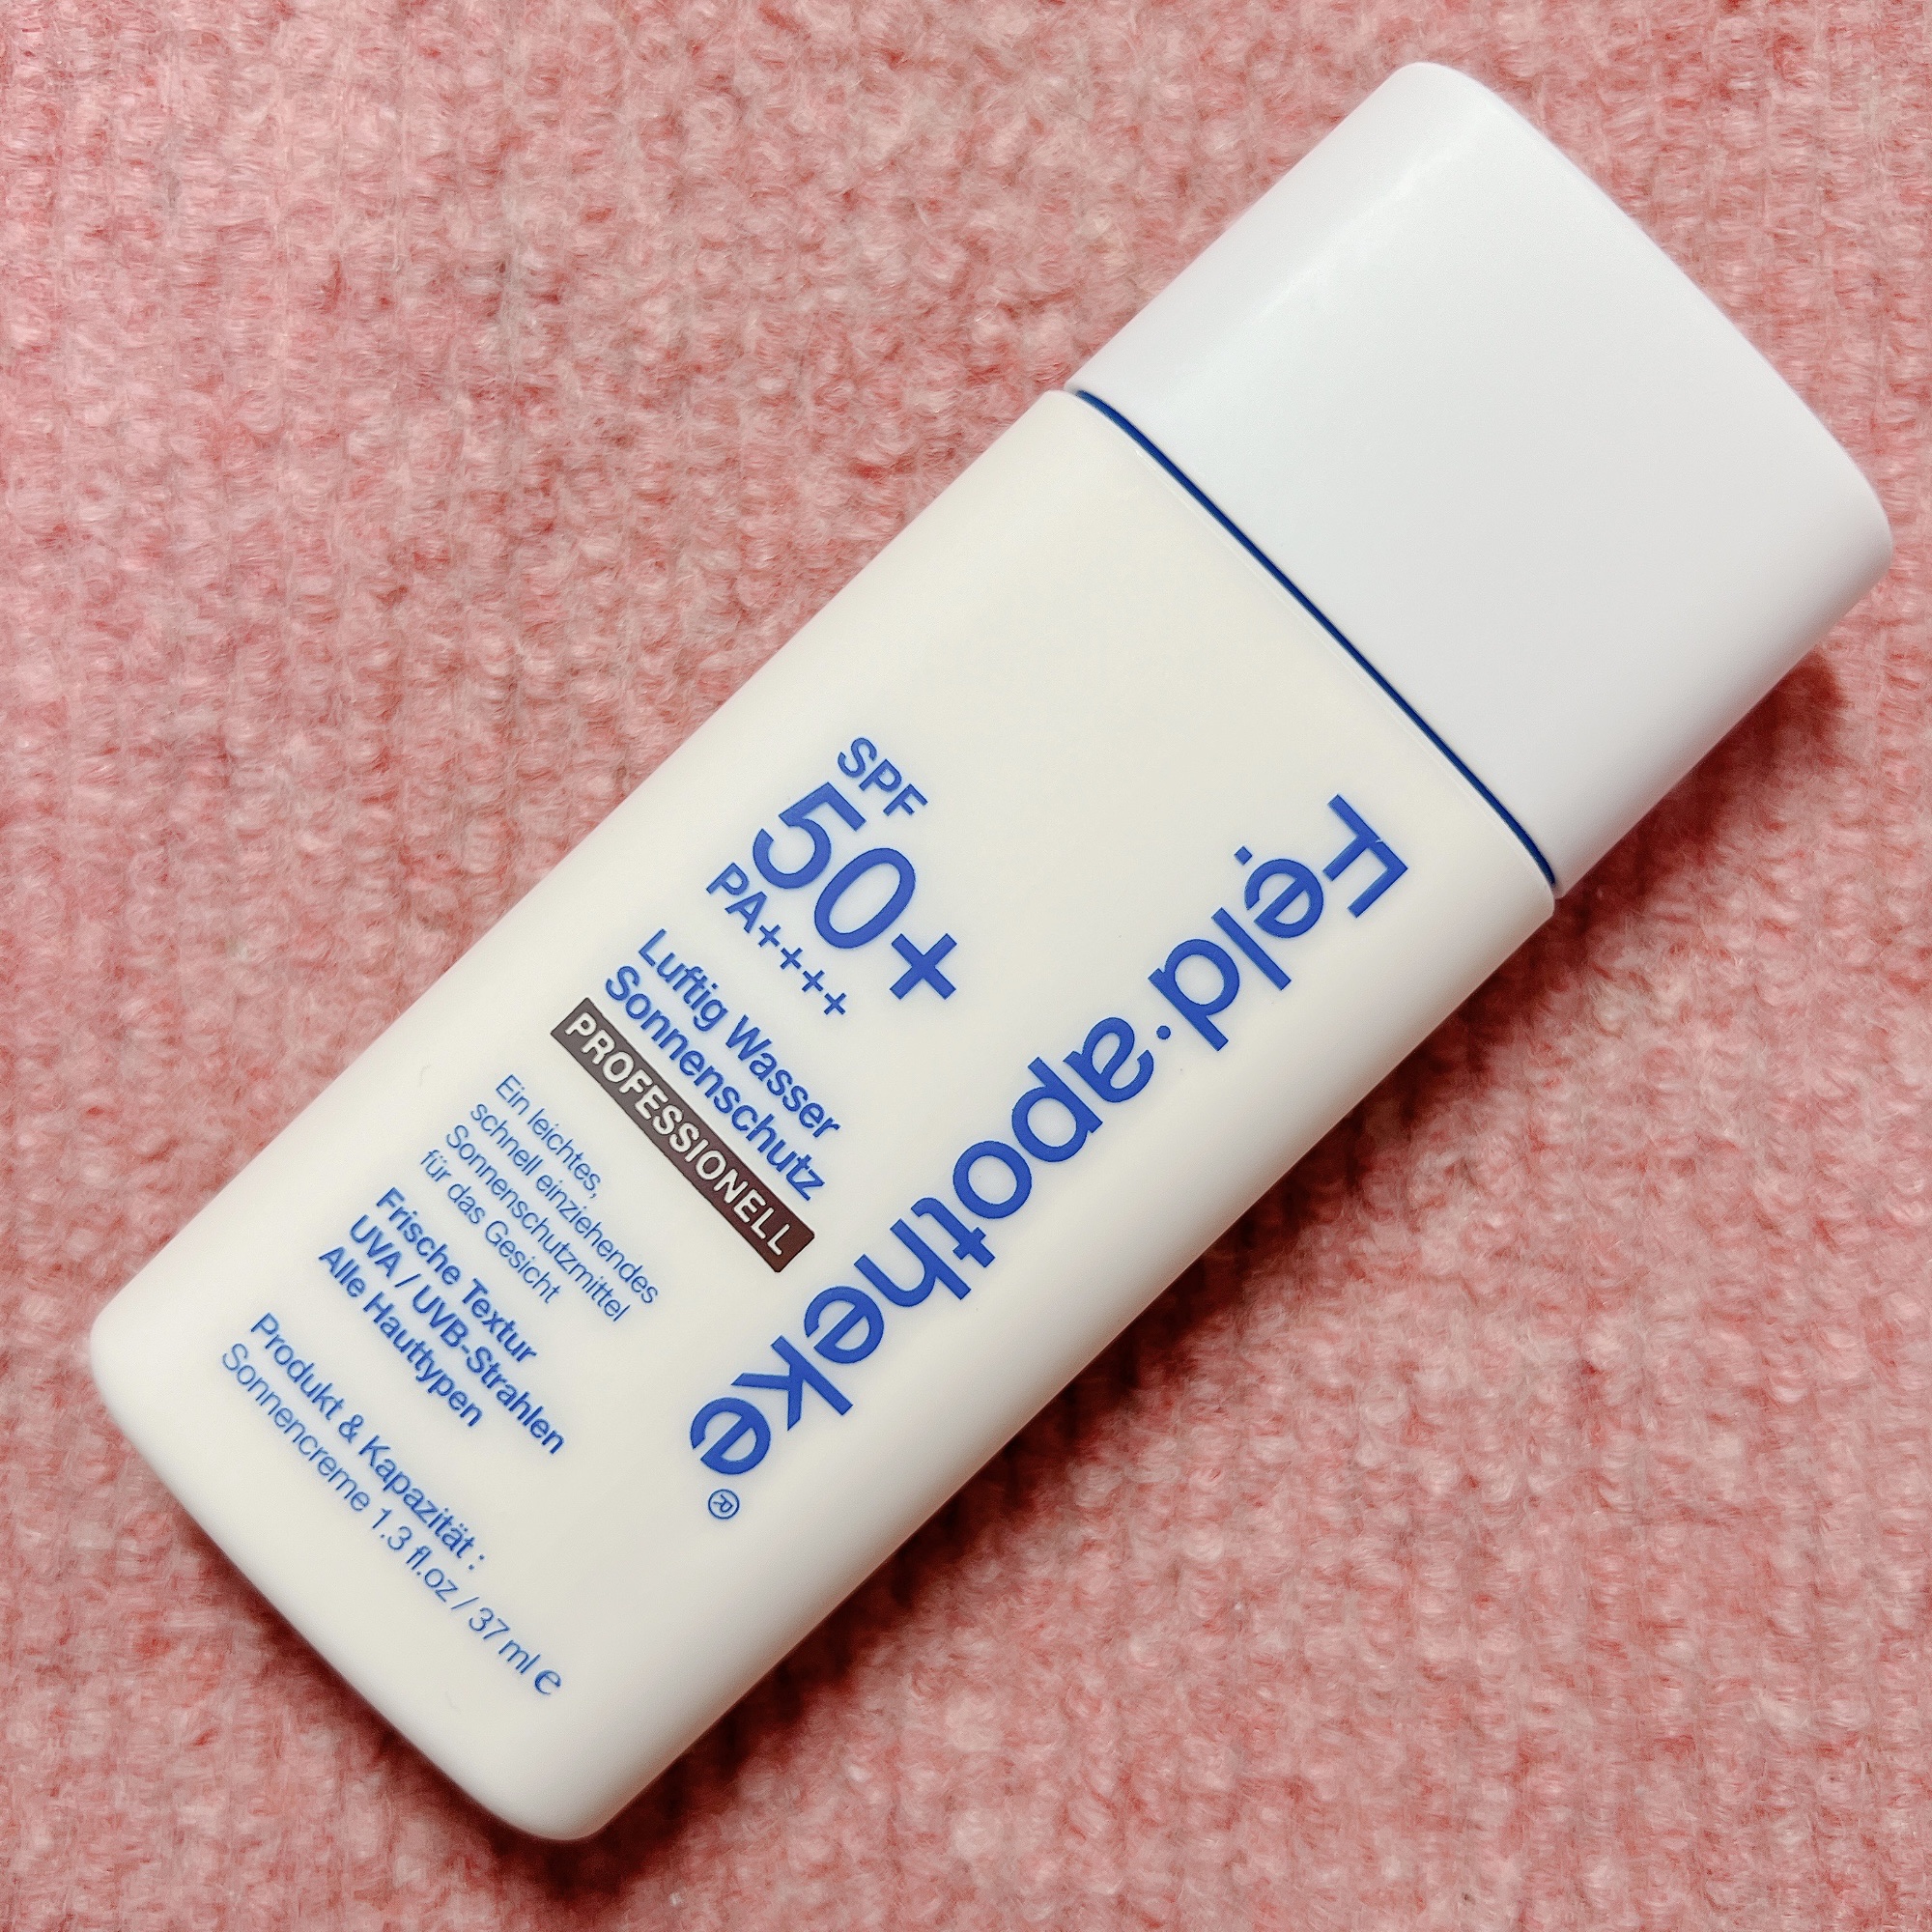 Feld·apotheke®
SPF
50+
PA++++
Luftig Wasser
Sonnenschutz
PROFESSIONELL
Ein leichtes,
schnell einziehendes
Sonnenschutzmittel
für das Gesicht
Frische Textur
UVA / UVB-Strahlen
Alle Hauttypen
Produkt & Kapazität :
Sonnencreme 1.3 fl.oz / 37 ml ℮